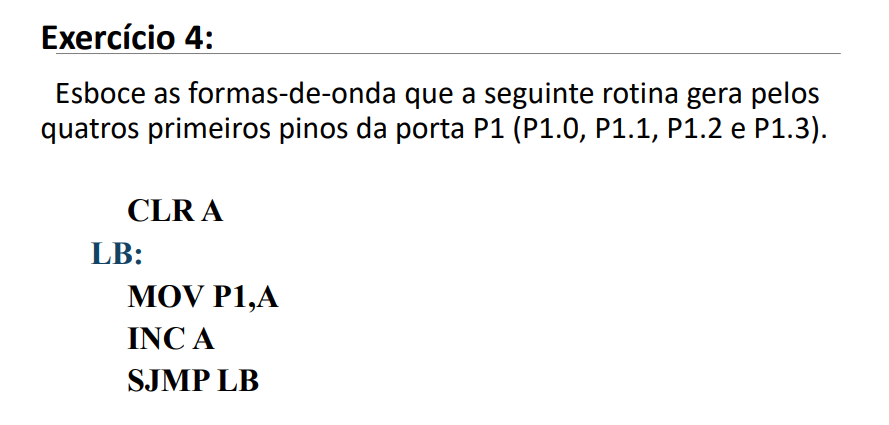 Exercício 4:
Esboce as formas-de-onda que a seguinte rotina gera pelos
quatros primeiros pinos da porta P1 (P1.0, P1.1, P1.2 e P1.3).
CLR A
LB:
MOV P1,A
INC A
SJMP LB